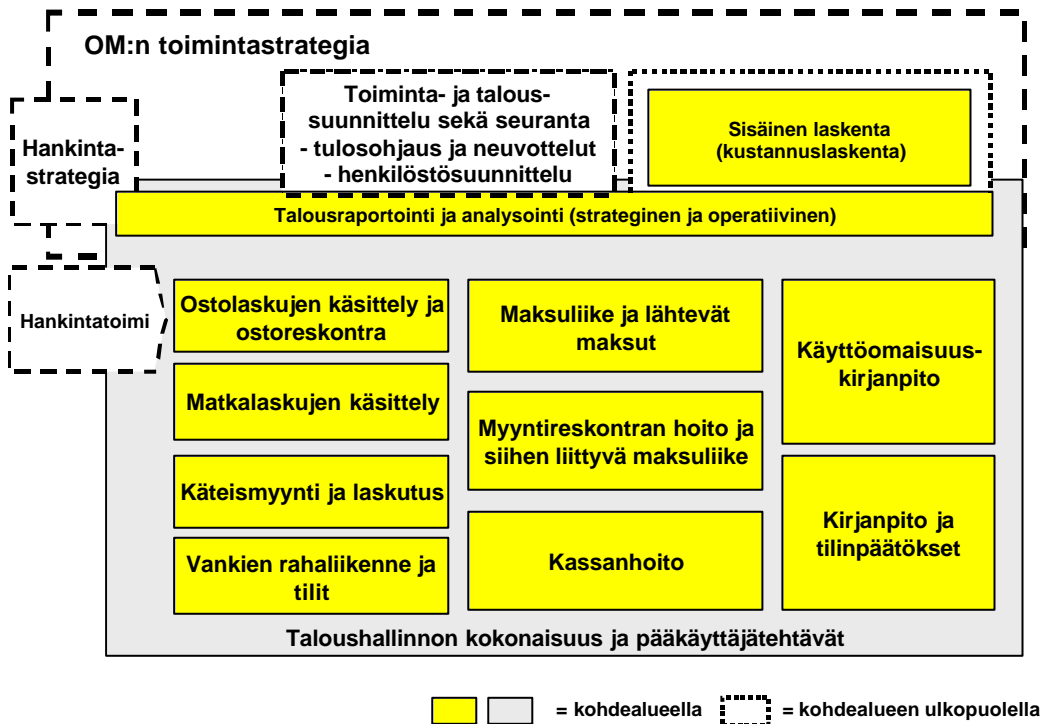 OM:n toimintastrategia
Toiminta- ja talous-
suunnittelu sekä seuranta
- tulosohjaus ja neuvottelut
- henkilöstösuunnittelu
Sisäinen laskenta
(kustannuslaskenta)
Hankinta-
strategia
Talousraportointi ja analysointi (strateginen ja operatiivinen)
Hankintatoimi
Ostolaskujen käsittely ja
ostoreskontra
Matkalaskujen käsittely
Käteismyynti ja laskutus
Vankien rahaliikenne ja
tilit
Maksuliike ja lähtevät
maksut
Myyntireskontran hoito ja
siihen liittyvä maksuliike
Kassanhoito
Käyttöomaisuus-
kirjanpito
Kirjanpito ja
tilinpäätökset
Taloushallinnon kokonaisuus ja pääkäyttäjätehtävät
= kohdealueella
= kohdealueen ulkopuolella